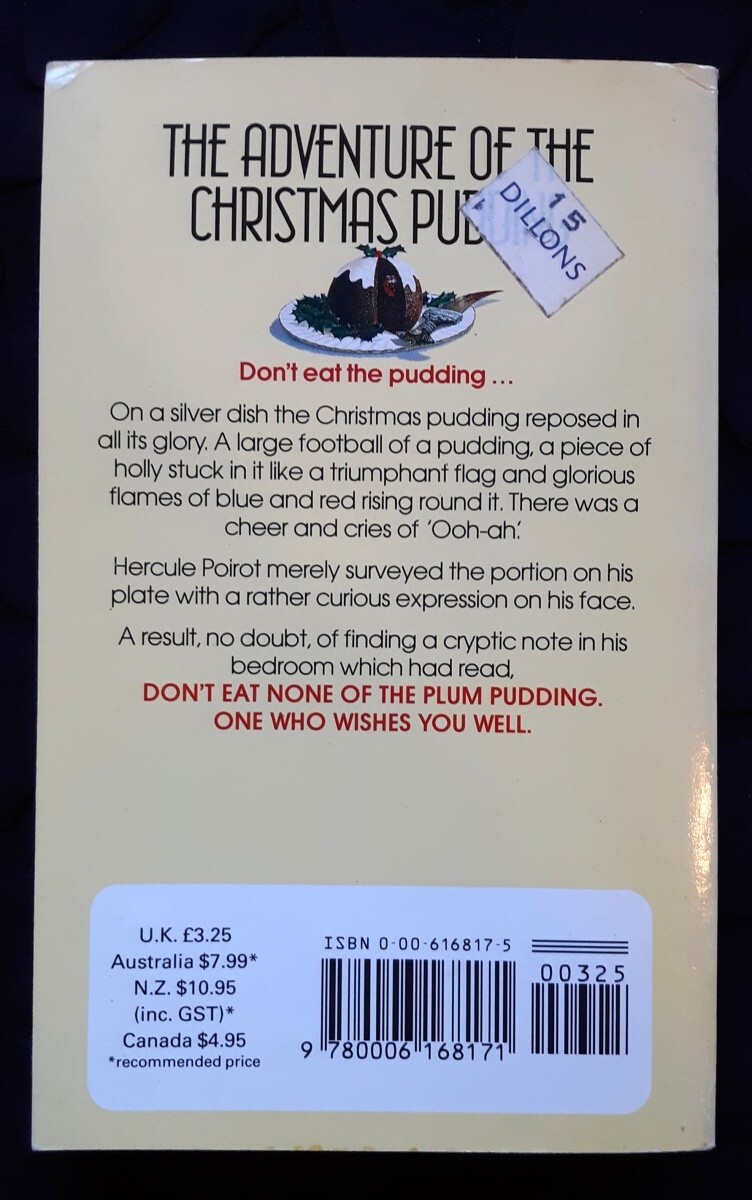 THE ADVENTURE OF THE
CHRISTMAS PUDDING
15
DILLONS
Don't eat the pudding ...
On a silver dish the Christmas pudding reposed in
all its glory. A large football of a pudding, a piece of
holly stuck in it like a triumphant flag and glorious
flames of blue and red rising round it. There was a
cheer and cries of 'Ooh-ah'.
Hercule Poirot merely surveyed the portion on his
plate with a rather curious expression on his face.
A result, no doubt, of finding a cryptic note in his
bedroom which had read,
DON'T EAT NONE OF THE PLUM PUDDING.
ONE WHO WISHES YOU WELL.
U.K. £3.25
Australia $7.99*
N.Z. $10.95
(inc. GST)*
Canada $4.95
*recommended price
ISBN 0-00-616817-5
00325
9 780006 168171